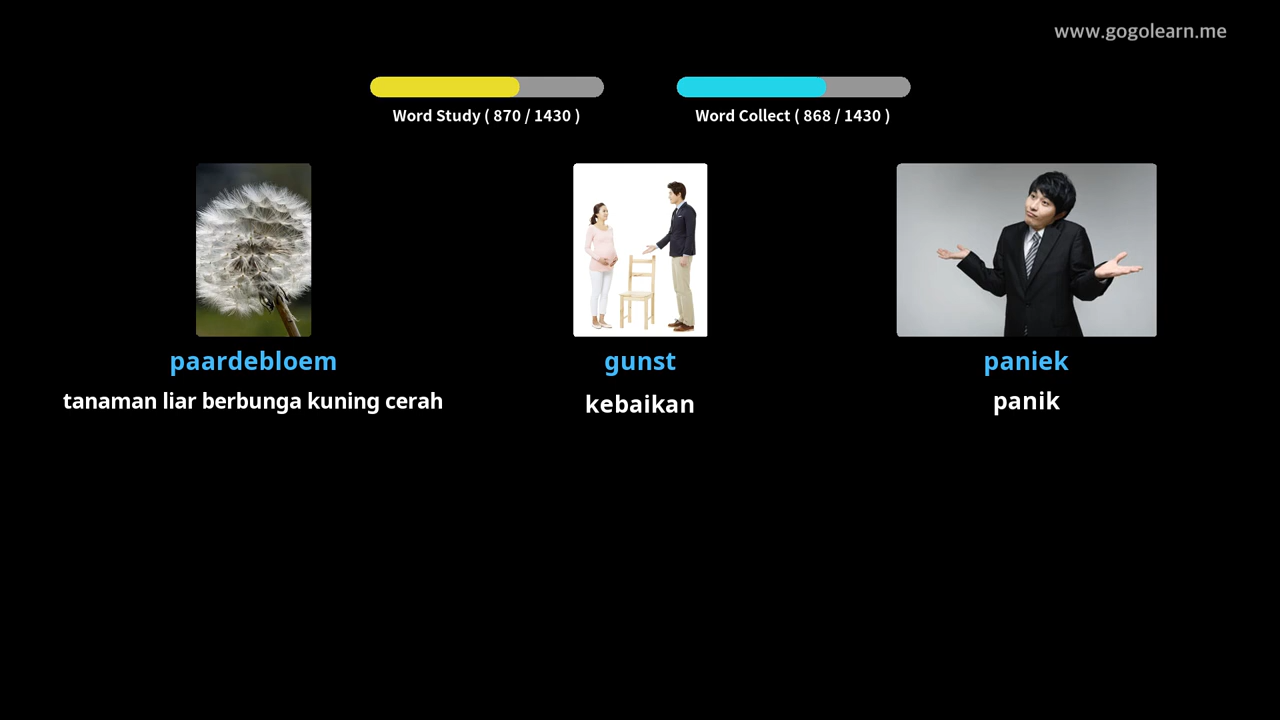 www.gogolearn.me
Word Study ( 870 / 1430 )
Word Collect ( 868 / 1430 )
paardebloem
gunst
paniek
tanaman liar berbunga kuning cerah
kebaikan
panik